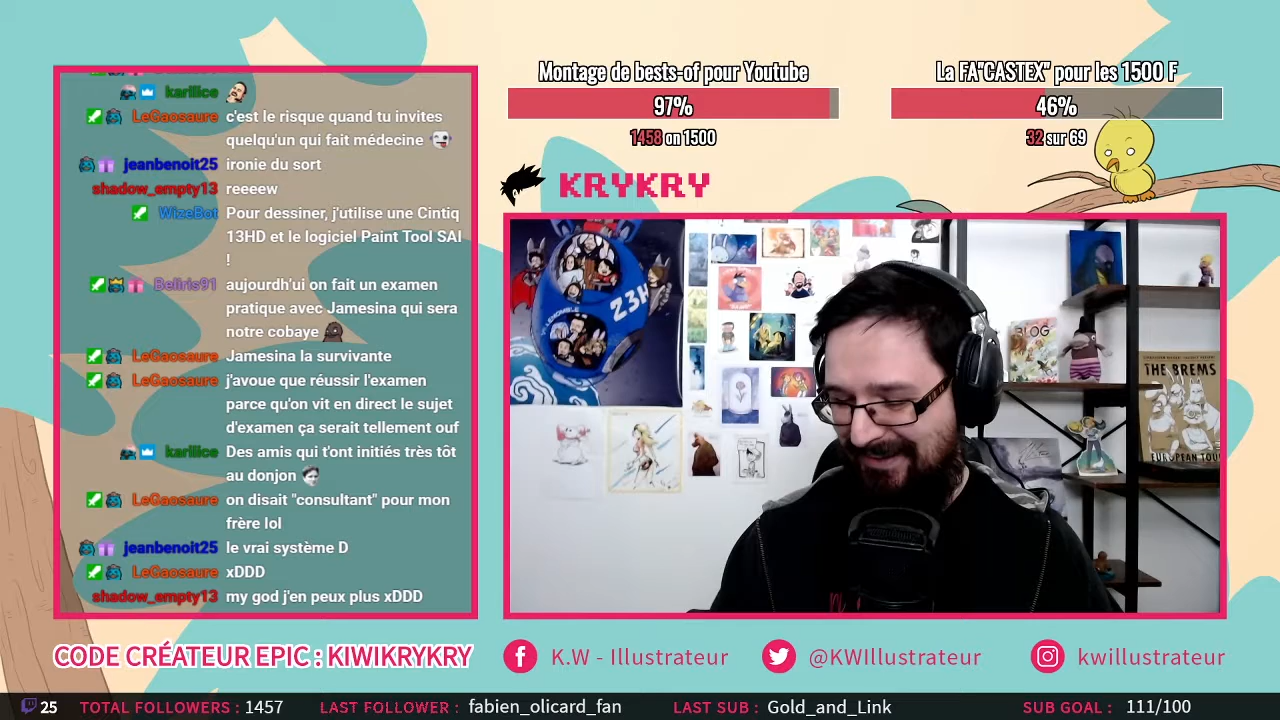 Montage de bests-of pour Youtube
97%
1458 on 1500
La FA"CASTEX" pour les 1500 F
46%
32 sur 69
KRYKRY
karilice
LeGaosaure c'est le risque quand tu invites
quelqu'un qui fait médecine
jeanbenoit25 ironie du sort
shadow_empty13 reeeew
WizeBot Pour dessiner, j'utilise une Cintiq
13HD et le logiciel Paint Tool SAI
!
Beliris91 aujourdh'ui on fait un examen
pratique avec Jamesina qui sera
notre cobaye
LeGaosaure Jamesina la survivante
LeGaosaure j'avoue que réussir l'examen
parce qu'on vit en direct le sujet
d'examen ça serait tellement ouf
karilice Des amis qui t'ont initiés très tôt
au donjon
LeGaosaure on disait "consultant" pour mon
frère lol
jeanbenoit25 le vrai système D
LeGaosaure xDDD
shadow_empty13 my god j'en peux plus xDDD
Z3H
BLOG
THE BREMS
EUROPEAN TOUR
CODE CRÉATEUR EPIC : KIWIKRYKRY
K.W - Illustrateur
@KWIllustrateur
kwillustrateur
25 TOTAL FOLLOWERS : 1457 LAST FOLLOWER : fabien_olicard_fan LAST SUB : Gold_and_Link SUB GOAL : 111/100